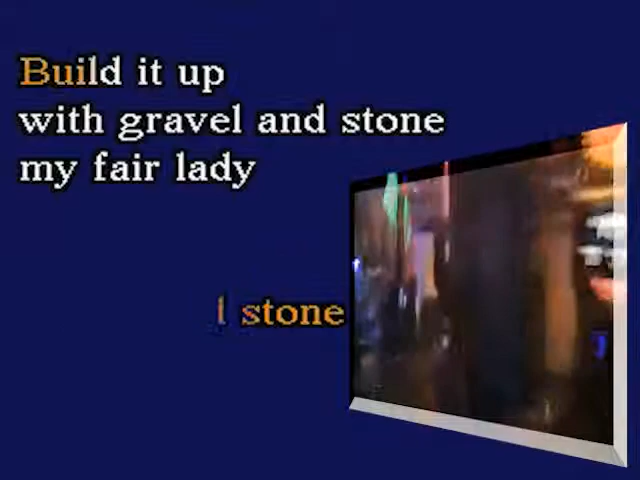 Build it up
with gravel and stone
my fair lady
stone